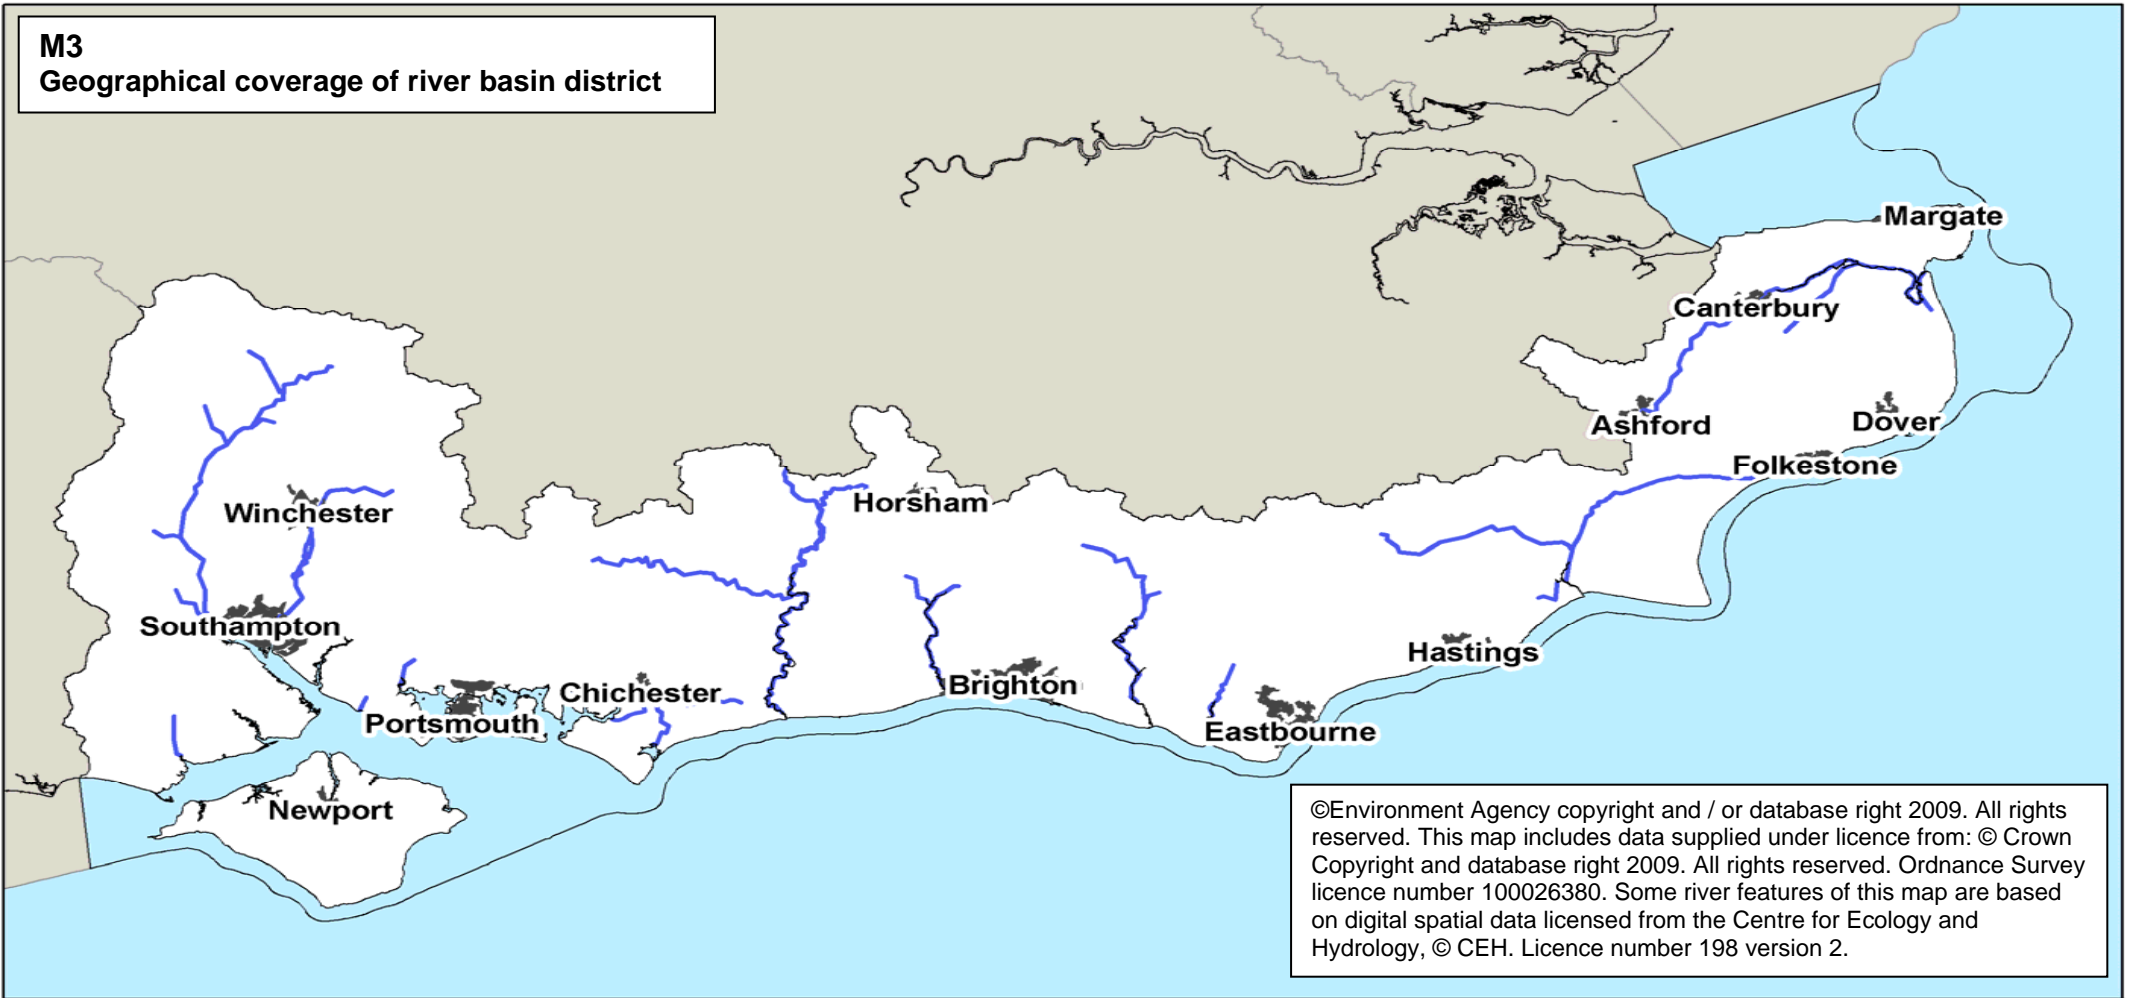 M3
Geographical coverage of river basin district
Margate
Canterbury
Ashford
Dover
Folkestone
Winchester
Horsham
Southampton
Hastings
Chichester
Brighton
Portsmouth
Eastbourne
Newport
©Environment Agency copyright and / or database right 2009. All rights
reserved. This map includes data supplied under licence from: © Crown
Copyright and database right 2009. All rights reserved. Ordnance Survey
licence number 100026380. Some river features of this map are based
on digital spatial data licensed from the Centre for Ecology and
Hydrology, © CEH. Licence number 198 version 2.